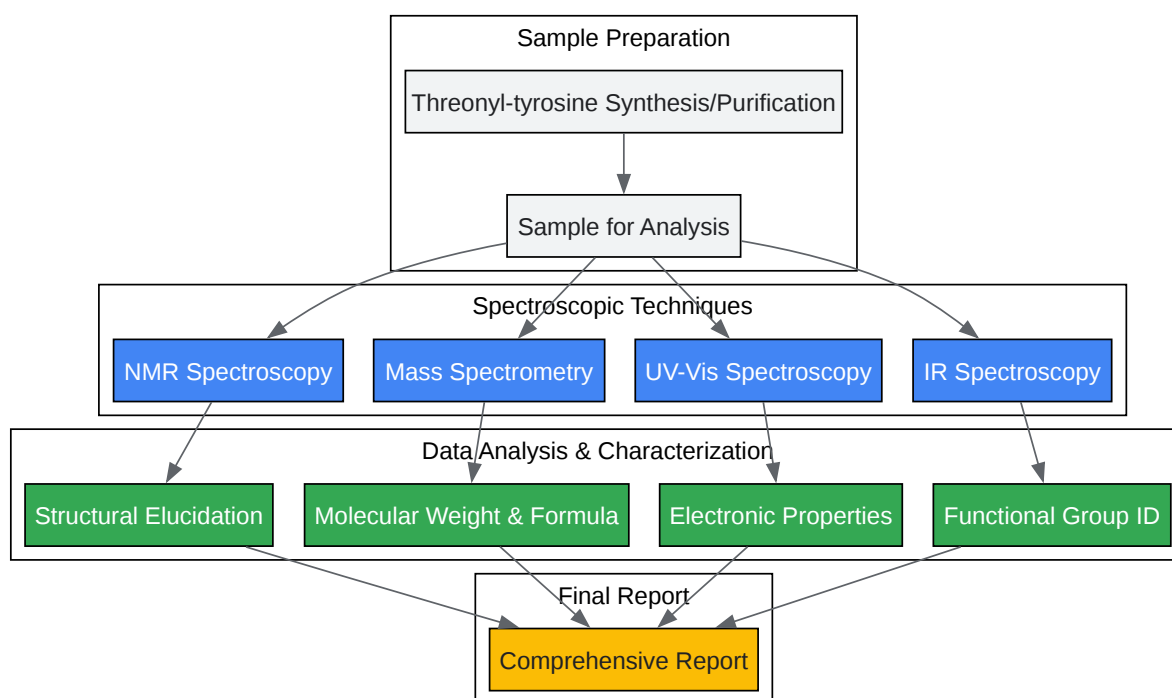 Sample Preparation
Threonyl-tyrosine Synthesis/Purification
Sample for Analysis
Spectroscopic Techniques
NMR Spectroscopy
Mass Spectrometry
UV-Vis Spectroscopy
IR Spectroscopy
Data Analysis & Characterization
Structural Elucidation
Molecular Weight & Formula
Electronic Properties
Functional Group ID
Final Report
Comprehensive Report